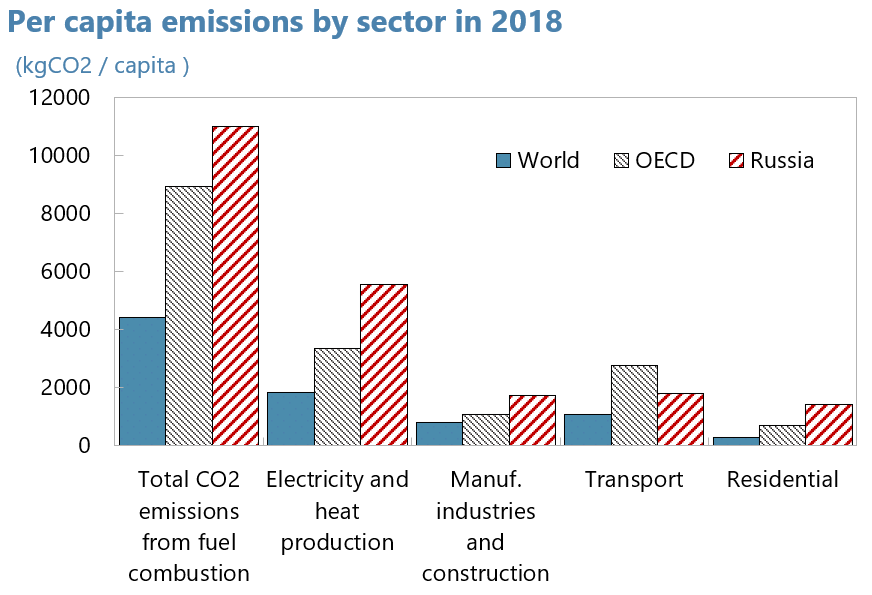 Per capita emissions by sector in 2018
(kgCO2 / capita )
12000
10000
8000
6000
4000
2000
0
World
OECD
Russia
Total CO2
emissions
from fuel
combustion
Electricity and
heat
production
Manuf.
industries
and
construction
Transport
Residential